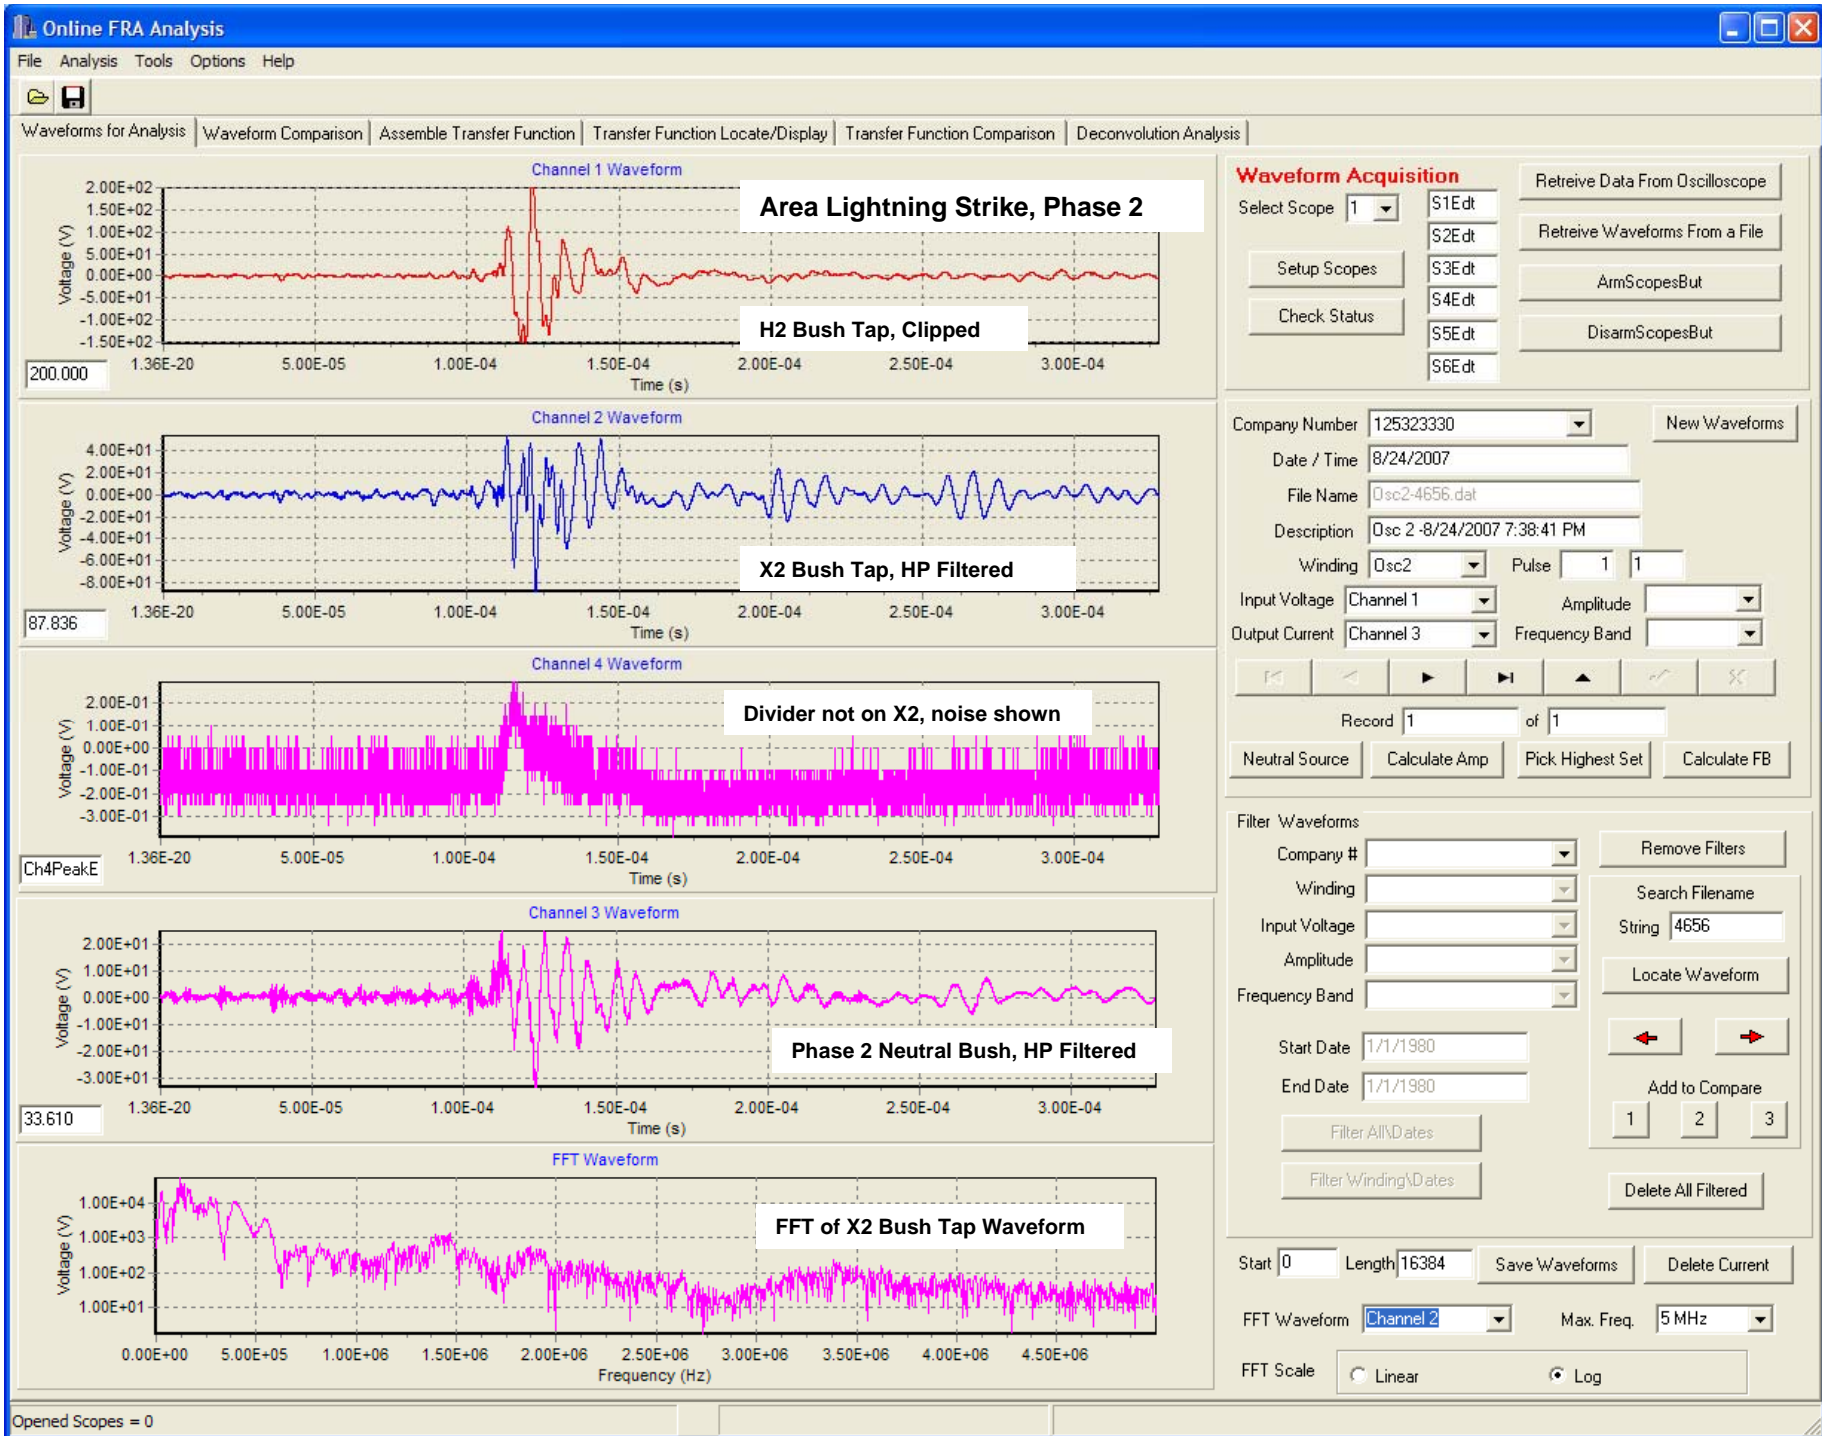 Online FRA Analysis
File Analysis Tools Options Help
Waveforms for Analysis Waveform Comparison Assemble Transfer Function Transfer Function Locate/Display Transfer Function Comparison Deconvolution Analysis
Channel 1 Waveform
Area Lightning Strike, Phase 2
H2 Bush Tap, Clipped
Voltage (V)
2.00E+02
1.50E+02
1.00E+02
5.00E+01
0.00E+00
-5.00E+01
-1.00E+02
-1.50E+02
1.36E-20 5.00E-05 1.00E-04 1.50E-04 2.00E-04 2.50E-04 3.00E-04
Time (s)
200.000
Channel 2 Waveform
X2 Bush Tap, HP Filtered
Voltage (V)
4.00E+01
2.00E+01
0.00E+00
-2.00E+01
-4.00E+01
-6.00E+01
-8.00E+01
1.36E-20 5.00E-05 1.00E-04 1.50E-04 2.00E-04 2.50E-04 3.00E-04
Time (s)
87.836
Channel 4 Waveform
Divider not on X2, noise shown
Voltage (V)
2.00E-01
1.00E-01
0.00E+00
-1.00E-01
-2.00E-01
-3.00E-01
1.36E-20 5.00E-05 1.00E-04 1.50E-04 2.00E-04 2.50E-04 3.00E-04
Time (s)
Ch4PeakE
Channel 3 Waveform
Phase 2 Neutral Bush, HP Filtered
Voltage (V)
2.00E+01
1.00E+01
0.00E+00
-1.00E+01
-2.00E+01
-3.00E+01
1.36E-20 5.00E-05 1.00E-04 1.50E-04 2.00E-04 2.50E-04 3.00E-04
Time (s)
33.610
FFT Waveform
FFT of X2 Bush Tap Waveform
Voltage (V)
1.00E+04
1.00E+03
1.00E+02
1.00E+01
0.00E+00 5.00E+05 1.00E+06 1.50E+06 2.00E+06 2.50E+06 3.00E+06 3.50E+06 4.00E+06 4.50E+06
Frequency (Hz)
Waveform Acquisition
Select Scope 1
Setup Scopes
Check Status
S1Edt
S2Edt
S3Edt
S4Edt
S5Edt
S6Edt
Retreive Data From Oscilloscope
Retreive Waveforms From a File
ArmScopesBut
DisarmScopesBut
Company Number 125323330 New Waveforms
Date / Time 8/24/2007
File Name Osc2-4656.dat
Description Osc 2 -8/24/2007 7:38:41 PM
Winding Osc2 Pulse 1 1
Input Voltage Channel 1 Amplitude
Output Current Channel 3 Frequency Band
Record 1 of 1
Neutral Source Calculate Amp Pick Highest Set Calculate FB
Filter Waveforms
Company #
Winding
Input Voltage
Amplitude
Frequency Band
Start Date 1/1/1980
End Date 1/1/1980
Filter All\Dates
Filter Winding\Dates
Remove Filters
Search Filename
String 4656
Locate Waveform
Add to Compare
1 2 3
Delete All Filtered
Start 0 Length 16384 Save Waveforms Delete Current
FFT Waveform Channel 2 Max. Freq. 5 MHz
FFT Scale Linear Log
Opened Scopes = 0